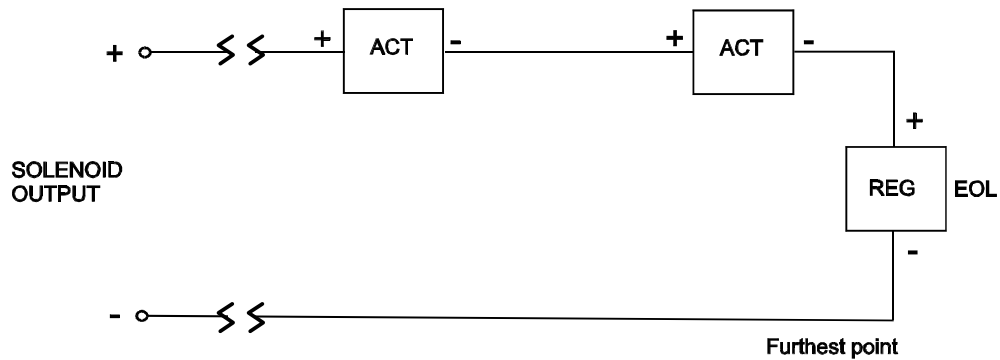 + + ACT - + ACT -
+
SOLENOID
OUTPUT
REG EOL
-
-
Furthest point